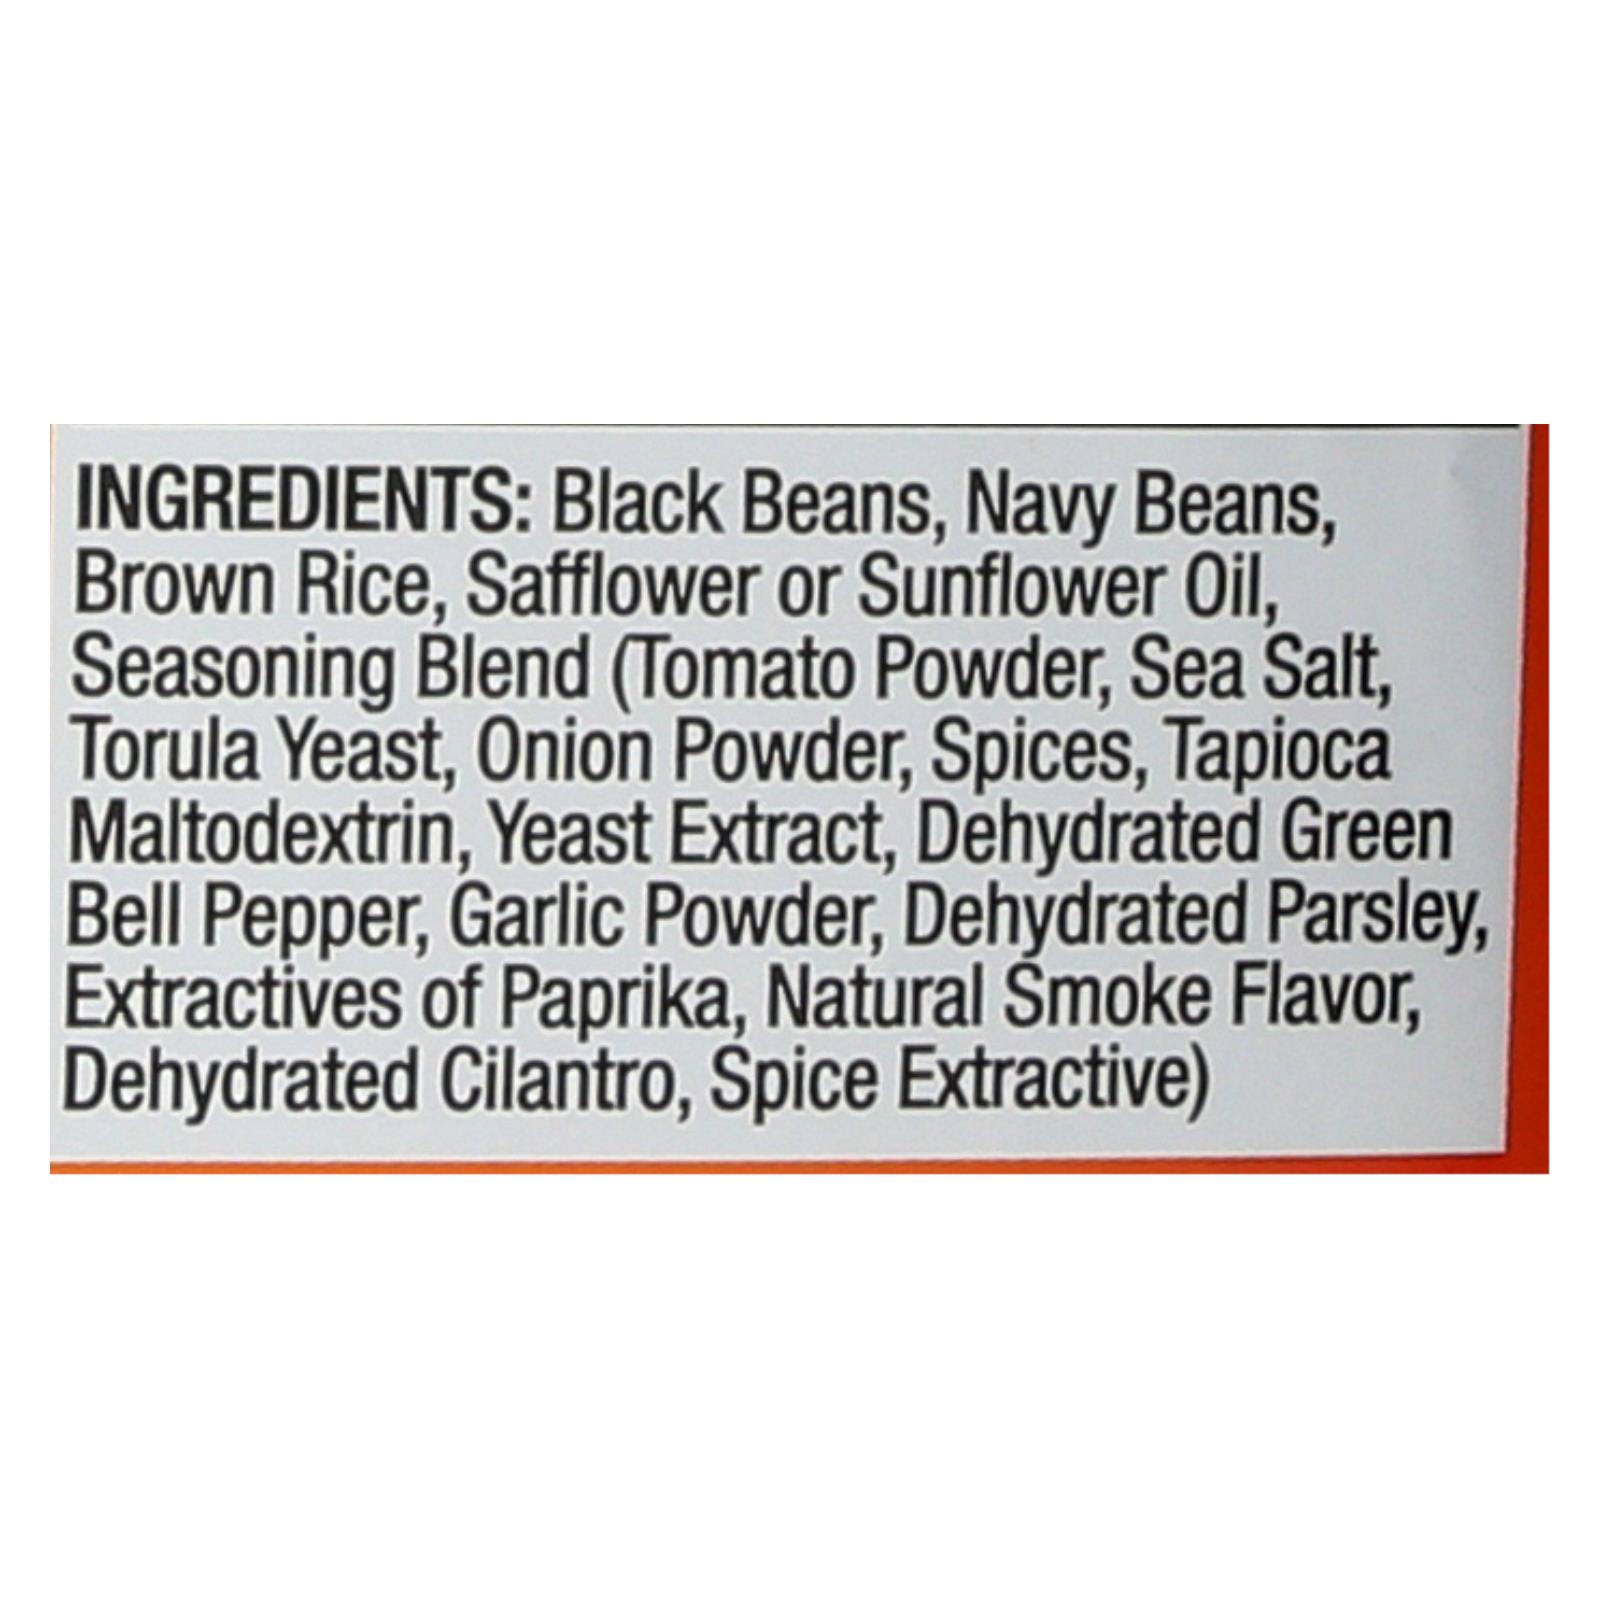 INGREDIENTS: Black Beans, Navy Beans,
Brown Rice, Safflower or Sunflower Oil,
Seasoning Blend (Tomato Powder, Sea Salt,
Torula Yeast, Onion Powder, Spices, Tapioca
Maltodextrin, Yeast Extract, Dehydrated Green
Bell Pepper, Garlic Powder, Dehydrated Parsley,
Extractives of Paprika, Natural Smoke Flavor,
Dehydrated Cilantro, Spice Extractive)